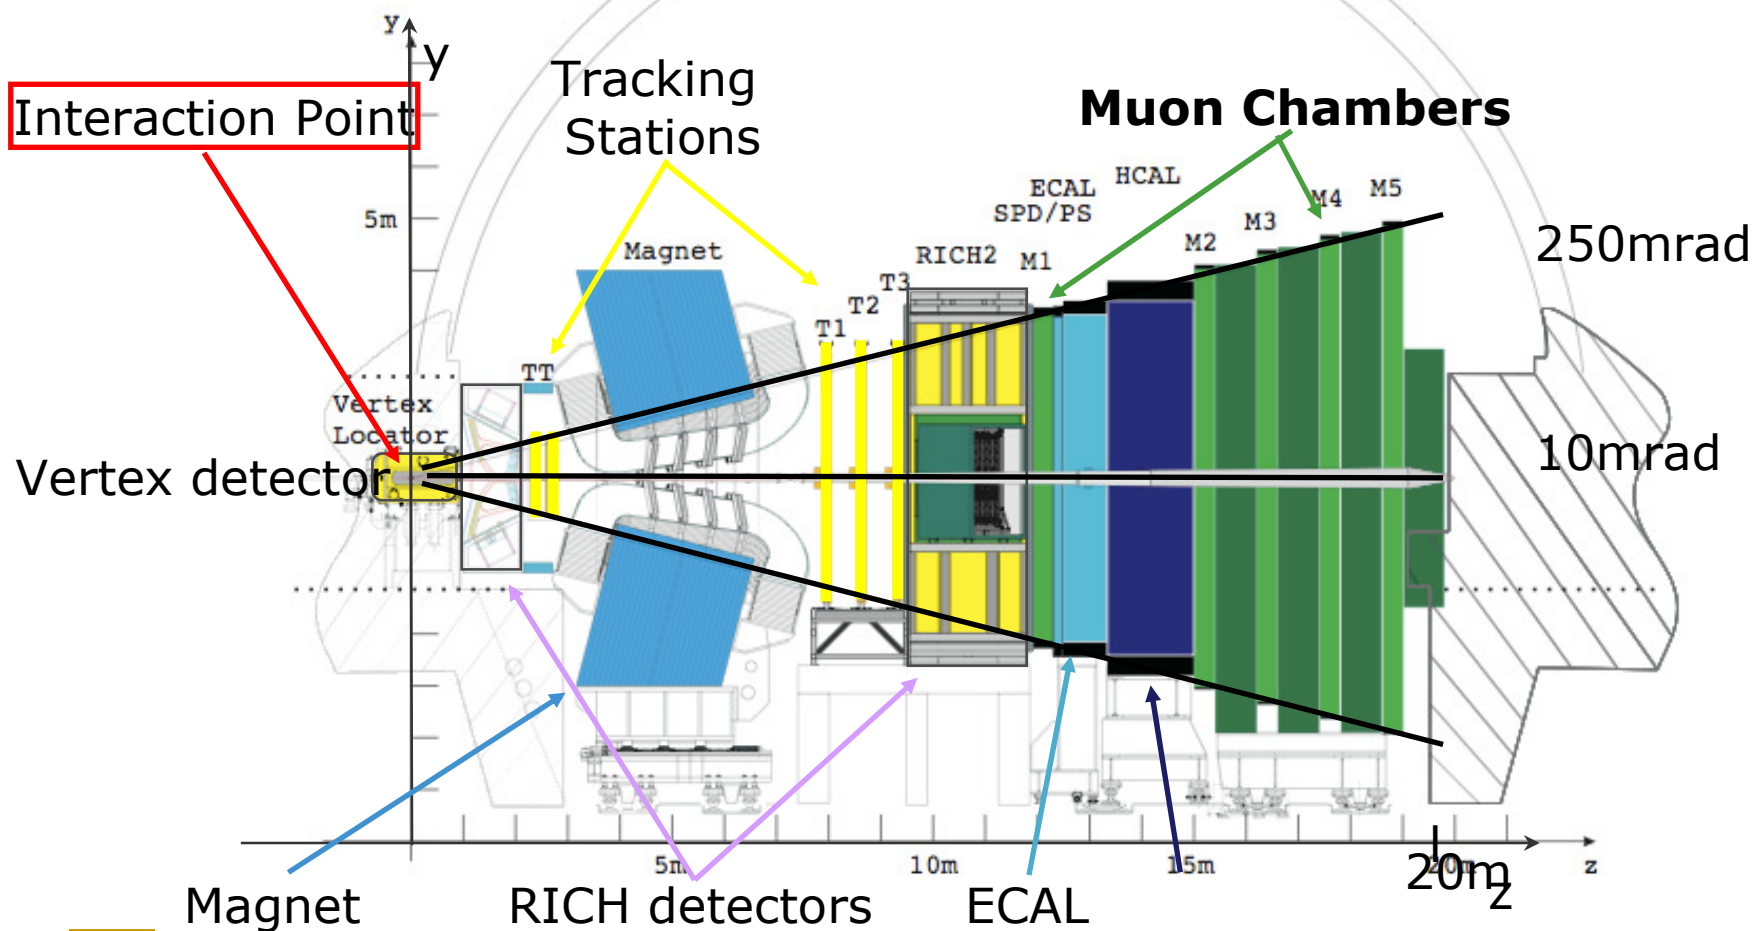 y
y
Interaction Point
Tracking
Stations
Muon Chambers
ECAL
HCAL
SPD/PS
M4
M5
5m
M3
Magnet
RICH2
M1
M2
250mrad
T3
T2
T1
TT
Vertex
Locator
Vertex detector
10mrad
5m
10m
15m
20m
20m
z
z
Magnet
RICH detectors
ECAL